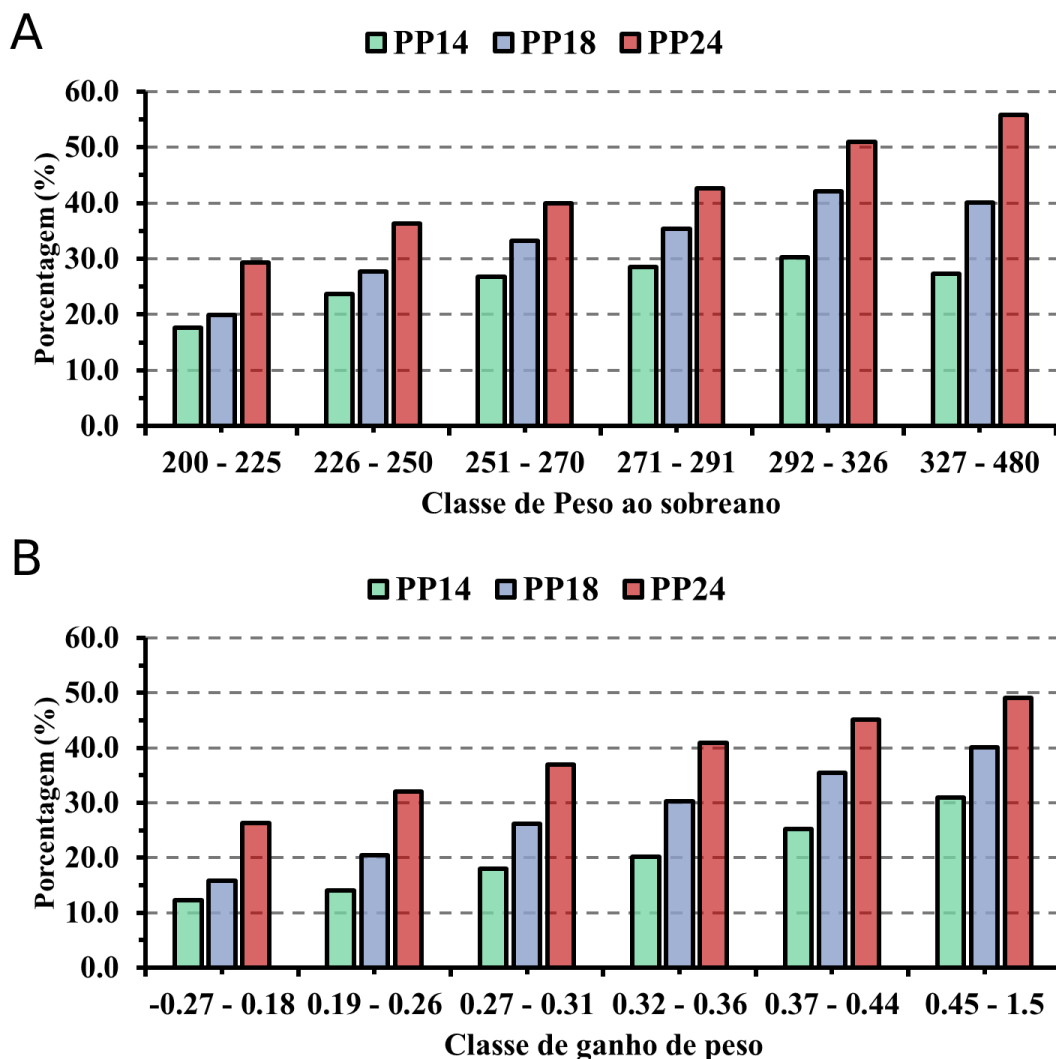 A
PP14 PP18 PP24
Porcentagem (%)
60.0
50.0
40.0
30.0
20.0
10.0
0.0
200 - 225 226 - 250 251 - 270 271 - 291 292 - 326 327 - 480
Classe de Peso ao sobreano
B
PP14 PP18 PP24
Porcentagem (%)
60.0
50.0
40.0
30.0
20.0
10.0
0.0
-0.27 - 0.18 0.19 - 0.26 0.27 - 0.31 0.32 - 0.36 0.37 - 0.44 0.45 - 1.5
Classe de ganho de peso